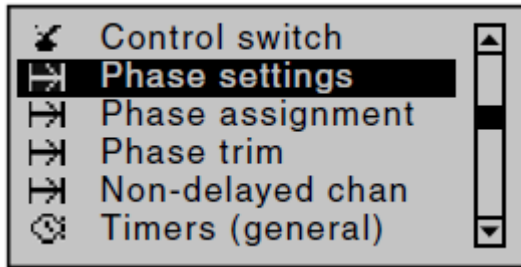 Control switch
Phase settings
Phase assignment
Phase trim
Non-delayed chan
Timers (general)